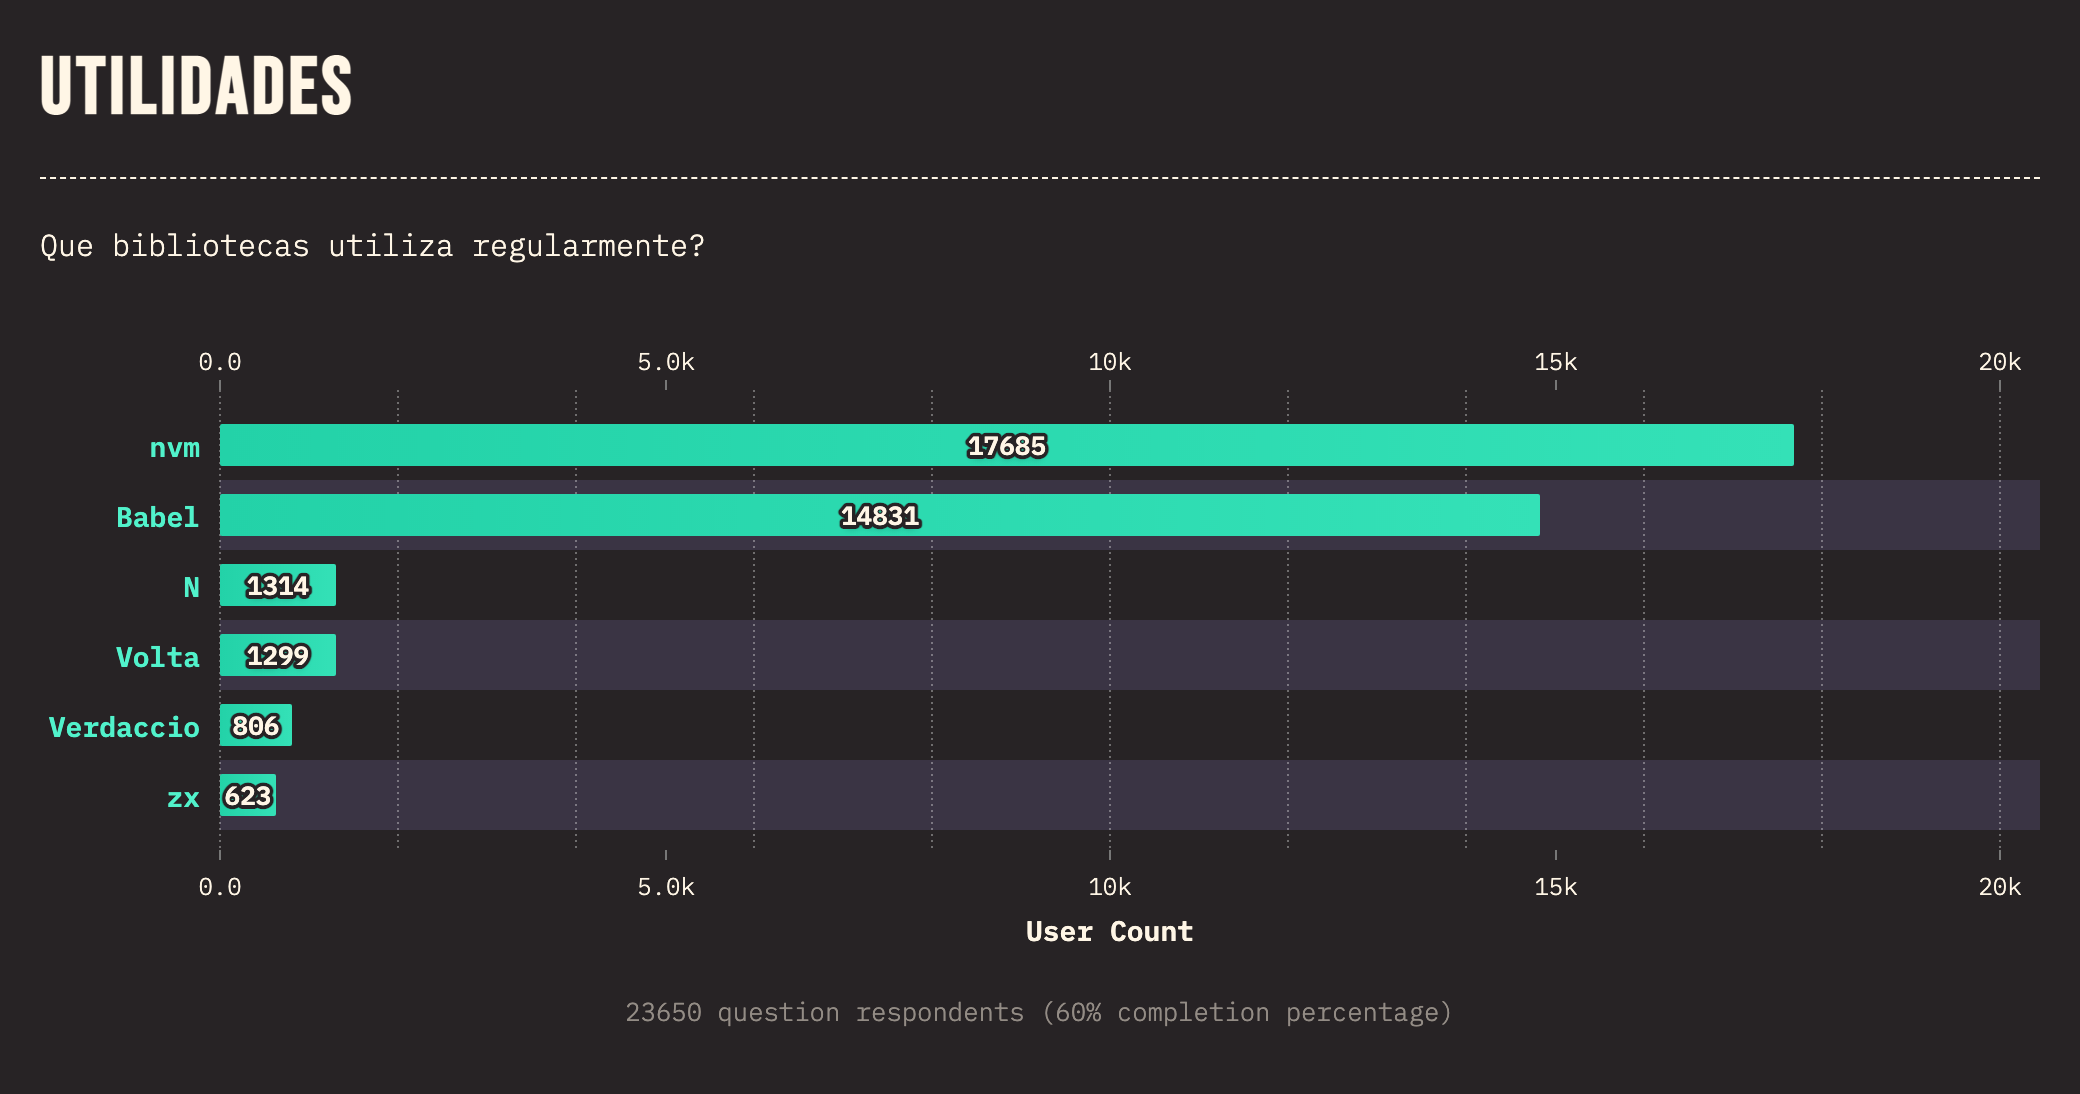 UTILIDADES
Que bibliotecas utiliza regularmente?
0.0 5.0k 10k 15k 20k
nvm 17685
Babel 14831
N 1314
Volta 1299
Verdaccio 806
zx 623
0.0 5.0k 10k 15k 20k
User Count
23650 question respondents (60% completion percentage)